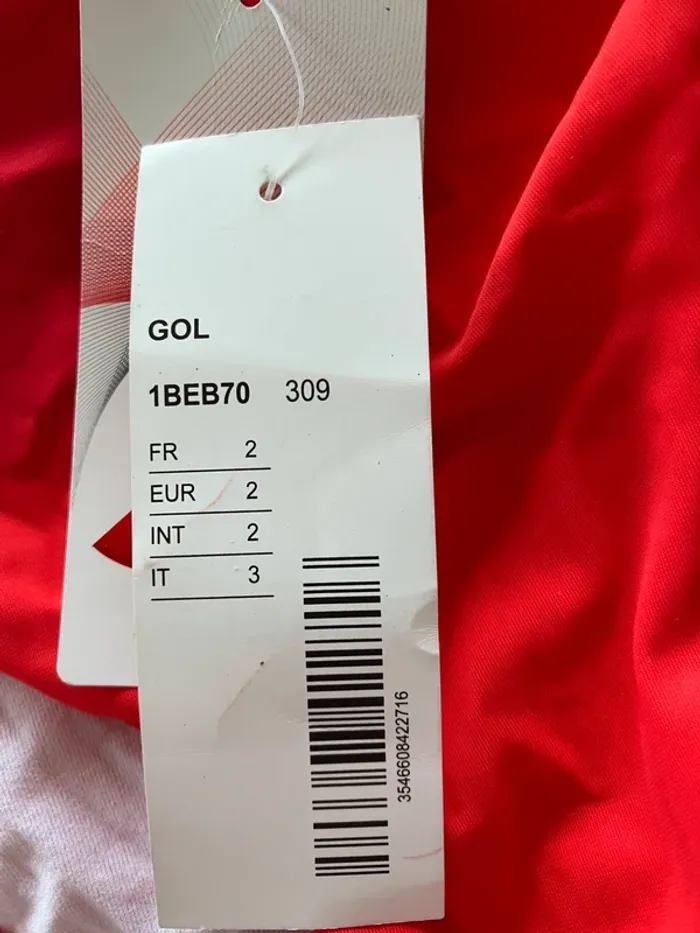 GOL
1BEB70 309
FR 2
EUR 2
INT 2
IT 3
3546608422716